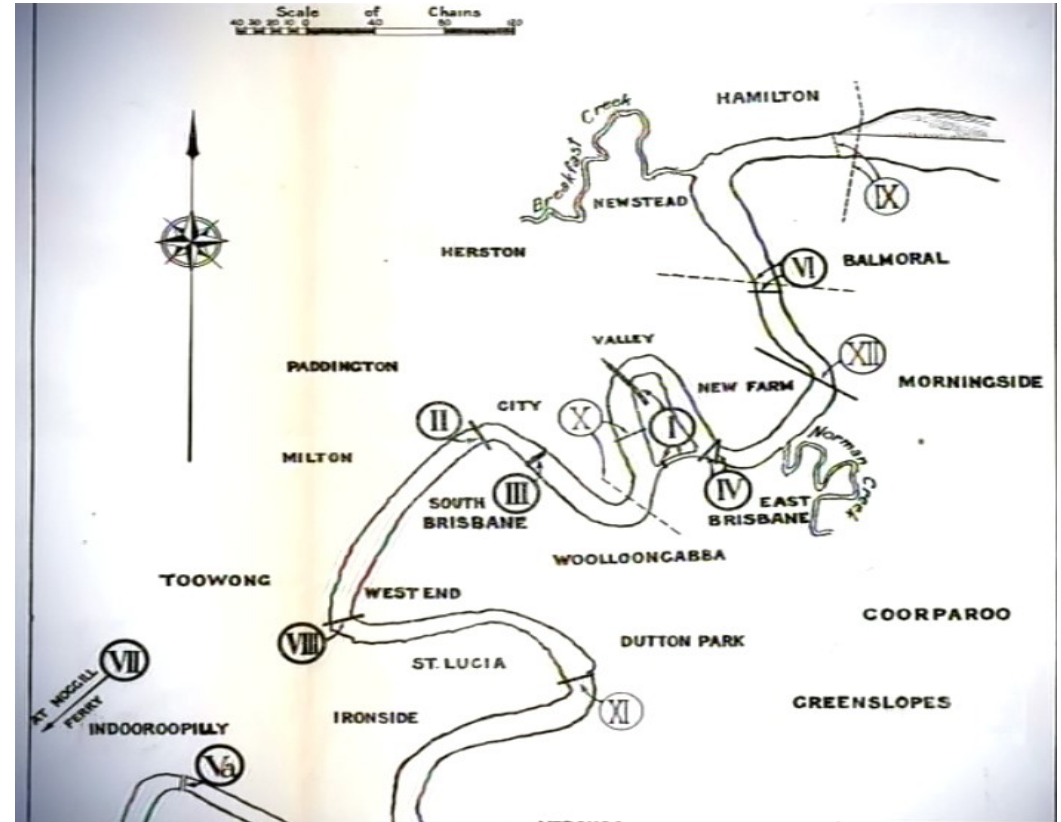 Scale of Chains
40 30 20 10 0 40 80 120
HAMILTON
Breakfast Creek
IX
NEWSTEAD
HERSTON
VI
BALMORAL
VALLEY
XII
PADDINGTON
NEW FARM
MORNINGSIDE
CITY
II
X
I
Norman Creek
MILTON
III
IV
SOUTH
BRISBANE
EAST
BRISBANE
WOOLLOONGABBA
TOOWONG
WEST END
COORPAROO
VIII
DUTTON PARK
VII
ST. LUCIA
AT MOGGILL
FERRY
GREENSLOPES
XI
IRONSIDE
INDOOROOPILLY
Va